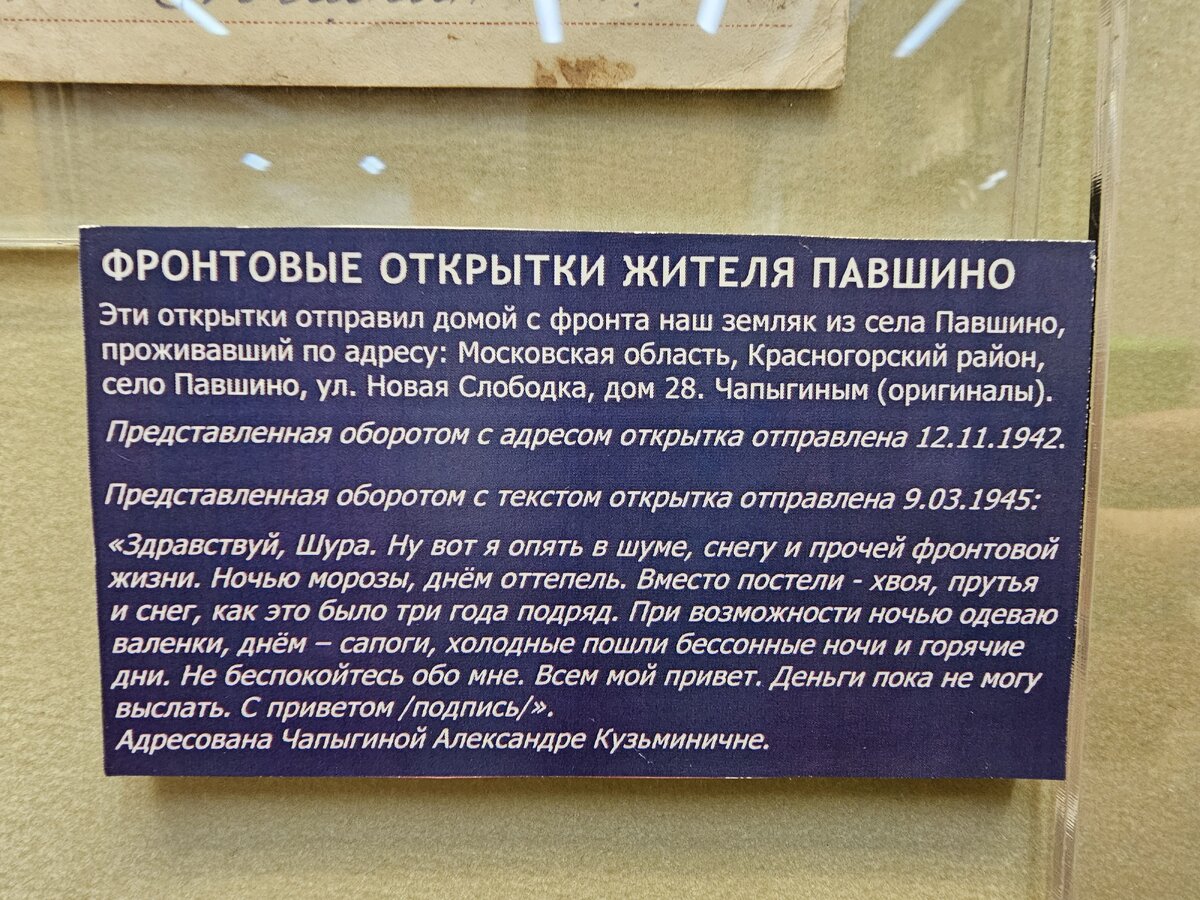 ФРОНТОВЫЕ ОТКРЫТКИ ЖИТЕЛЯ ПАВШИНО
Эти открытки отправил домой с фронта наш земляк из села Павшино,
проживавший по адресу: Московская область, Красногорский район,
село Павшино, ул. Новая Слободка, дом 28. Чапыгиным (оригиналы).
Представленная оборотом с адресом открытка отправлена 12.11.1942.
Представленная оборотом с текстом открытка отправлена 9.03.1945:
«Здравствуй, Шура. Ну вот я опять в шуме, снегу и прочей фронтовой
жизни. Ночью морозы, днём оттепель. Вместо постели - хвоя, прутья
и снег, как это было три года подряд. При возможности ночью одеваю
валенки, днём – сапоги, холодные пошли бессонные ночи и горячие
дни. Не беспокойтесь обо мне. Всем мой привет. Деньги пока не могу
выслать. С приветом /подпись/».
Адресована Чапыгиной Александре Кузьминичне.